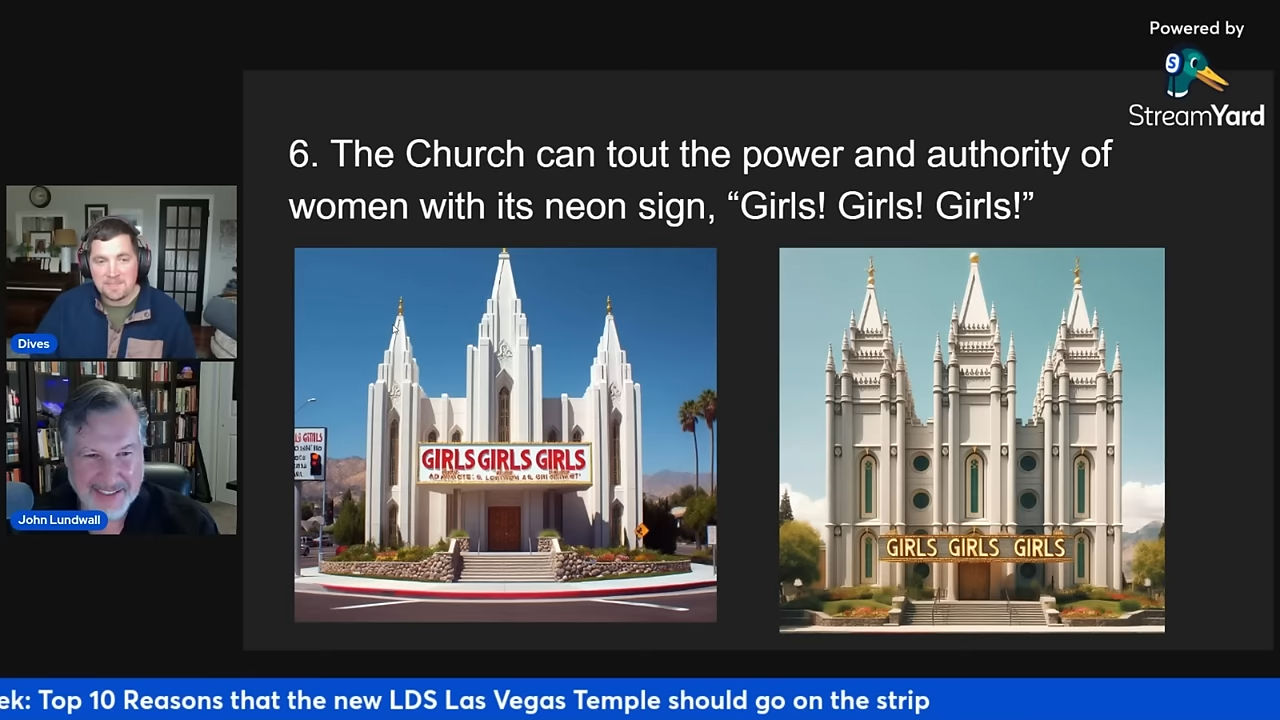 Powered by
S
StreamYard
6. The Church can tout the power and authority of
women with its neon sign, “Girls! Girls! Girls!”
Dives
John Lundwall
GIRLS GIRLS GIRLS
GIRLS GIRLS GIRLS
ek: Top 10 Reasons that the new LDS Las Vegas Temple should go on the strip